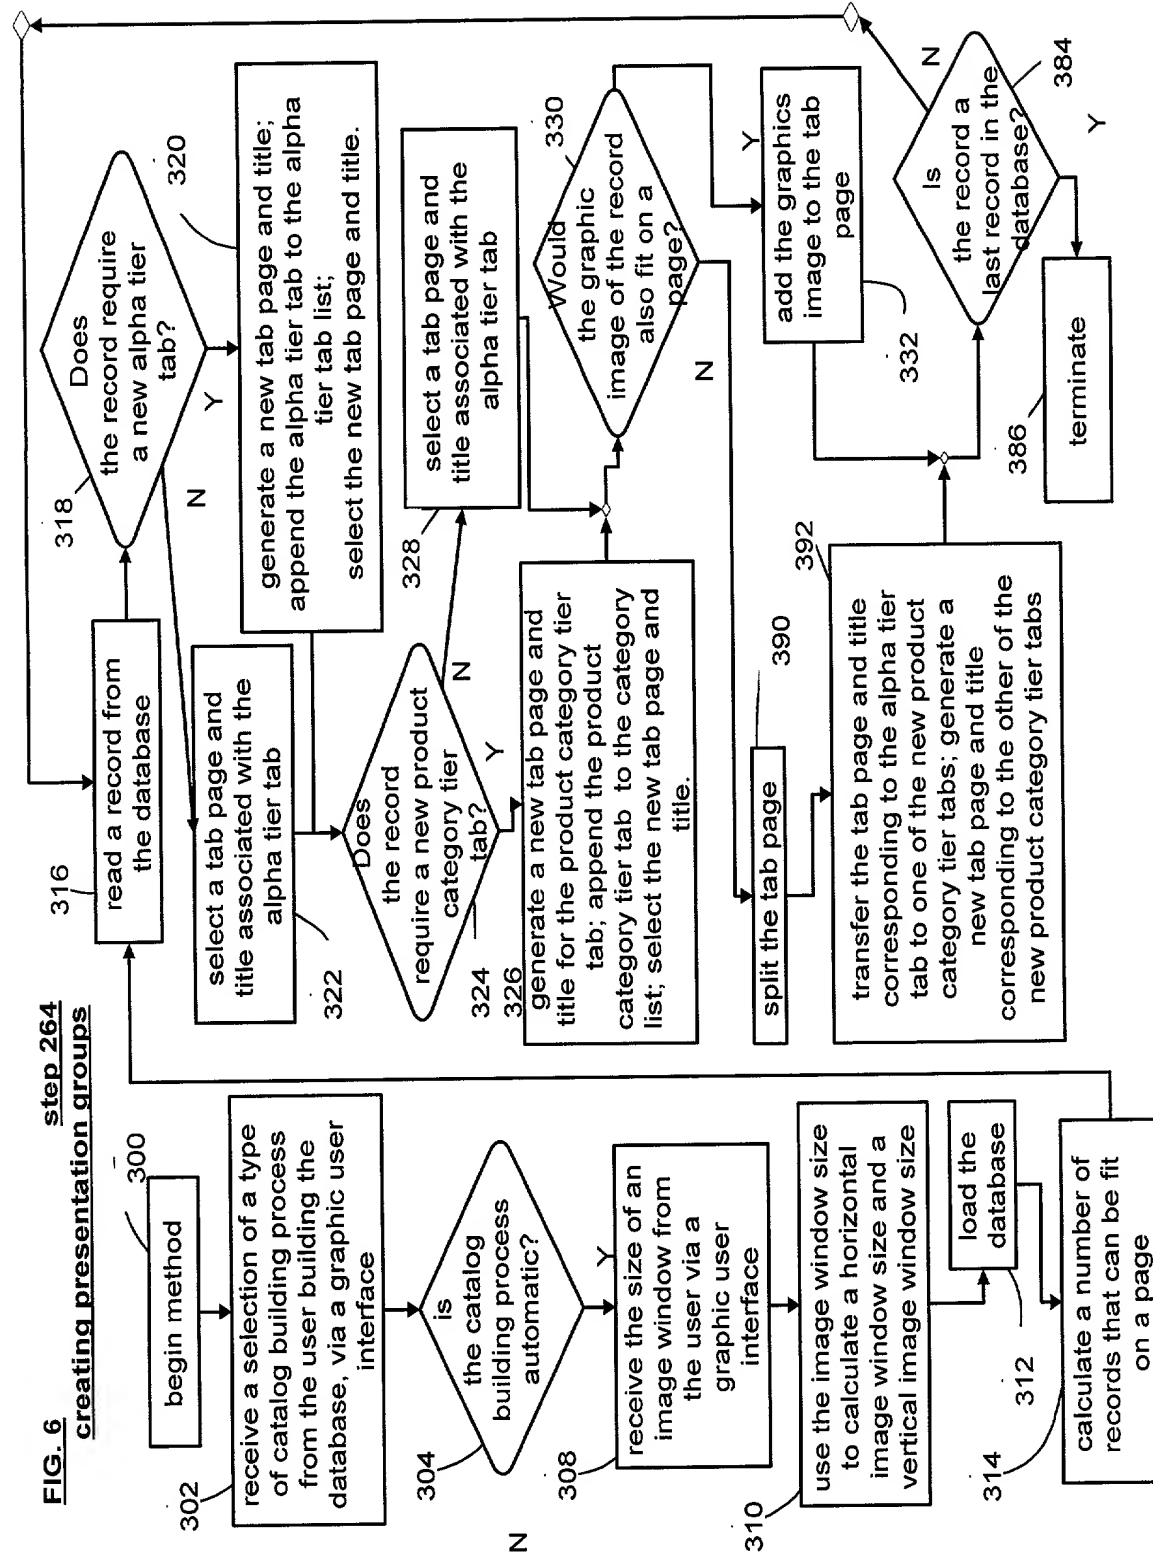 FIG. 6
step 264
creating presentation groups
300
begin method
302
receive a selection of a type
of catalog building process
from the user building the
database, via a graphic user
interface
304
is
the catalog
building process
automatic?
N
Y
308
receive the size of an
image window from
the user via a
graphic user
interface
310
use the image window size
to calculate a horizontal
image window size and a
vertical image window size
load the
database
312
314
calculate a number of
records that can be fit
on a page
316
read a record from
the database
318
Does
the record require
a new alpha tier
tab?
N
Y
320
generate a new tab page and title;
append the alpha tier tab to the alpha
tier tab list;
select the new tab page and title.
select a tab page and
title associated with the
alpha tier tab
322
Does
the record
require a new product
category tier
tab?
324
N
Y
326
generate a new tab page and
title for the product category tier
tab; append the product
category tier tab to the category
list; select the new tab page and
title.
328
select a tab page and
title associated with the
alpha tier tab
330
Would
the graphic
image of the record
also fit on a
page?
N
Y
add the graphics
image to the tab
page
332
390
split the tab page
392
transfer the tab page and title
corresponding to the alpha tier
tab to one of the new product
category tier tabs; generate a
new tab page and title
corresponding to the other of the
new product category tier tabs
Is
the record a
last record in the
database?
384
N
Y
386
terminate